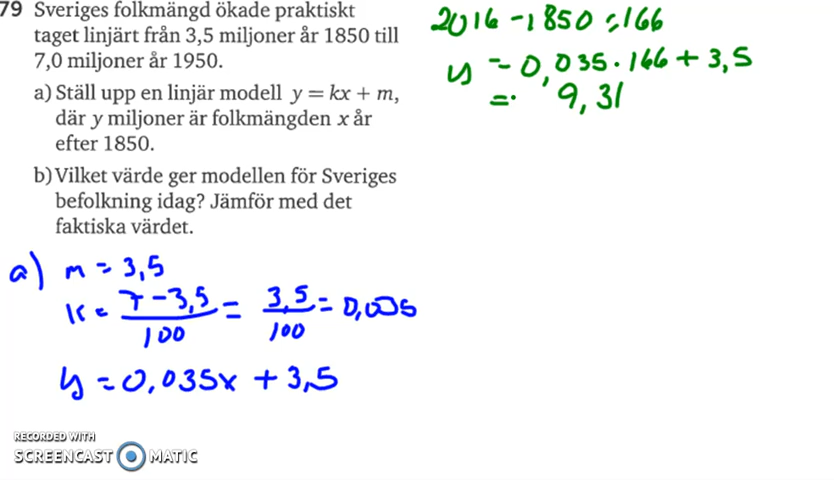 79 Sveriges folkmängd ökade praktiskt
taget linjärt från 3,5 miljoner år 1850 till
7,0 miljoner år 1950.
a) Ställ upp en linjär modell y = kx + m,
där y miljoner är folkmängden x år
efter 1850.
b) Vilket värde ger modellen för Sveriges
befolkning idag? Jämför med det
faktiska värdet.
a) m = 3,5
k = 7 - 3,5 / 100 = 3,5 / 100 = 0,035
y = 0,035x + 3,5
2016 - 1850 = 166
y = 0,035 · 166 + 3,5
= 9,31
RECORDED WITH
SCREENCAST MATIC